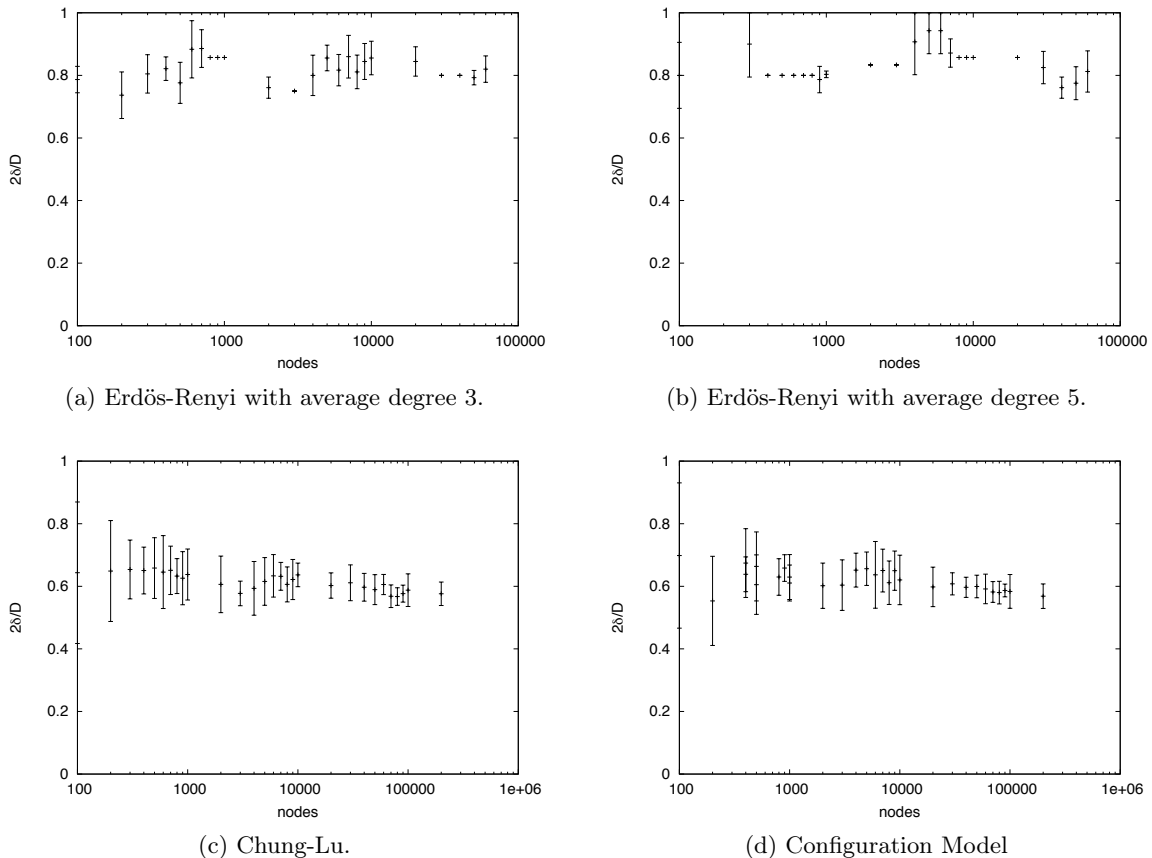 1
0.8
0.6
0.4
0.2
0
2δ/D
100 1000 10000 100000
nodes
(a) Erdös-Renyi with average degree 3.
1
0.8
0.6
0.4
0.2
0
2δ/D
100 1000 10000 100000
nodes
(b) Erdös-Renyi with average degree 5.
1
0.8
0.6
0.4
0.2
0
2δ/D
100 1000 10000 100000 1e+06
nodes
(c) Chung-Lu.
1
0.8
0.6
0.4
0.2
0
2δ/D
100 1000 10000 100000 1e+06
nodes
(d) Configuration Model